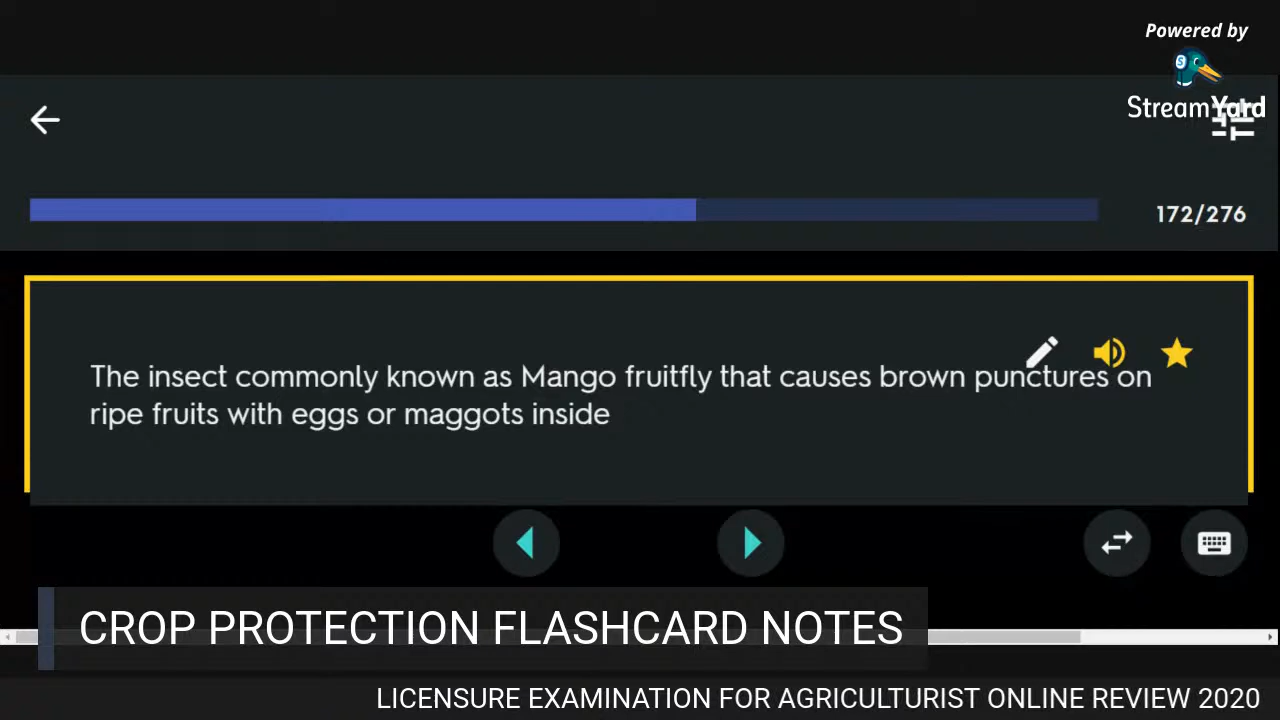 Powered by
StreamYard
172/276
The insect commonly known as Mango fruitfly that causes brown punctures on
ripe fruits with eggs or maggots inside
CROP PROTECTION FLASHCARD NOTES
LICENSURE EXAMINATION FOR AGRICULTURIST ONLINE REVIEW 2020